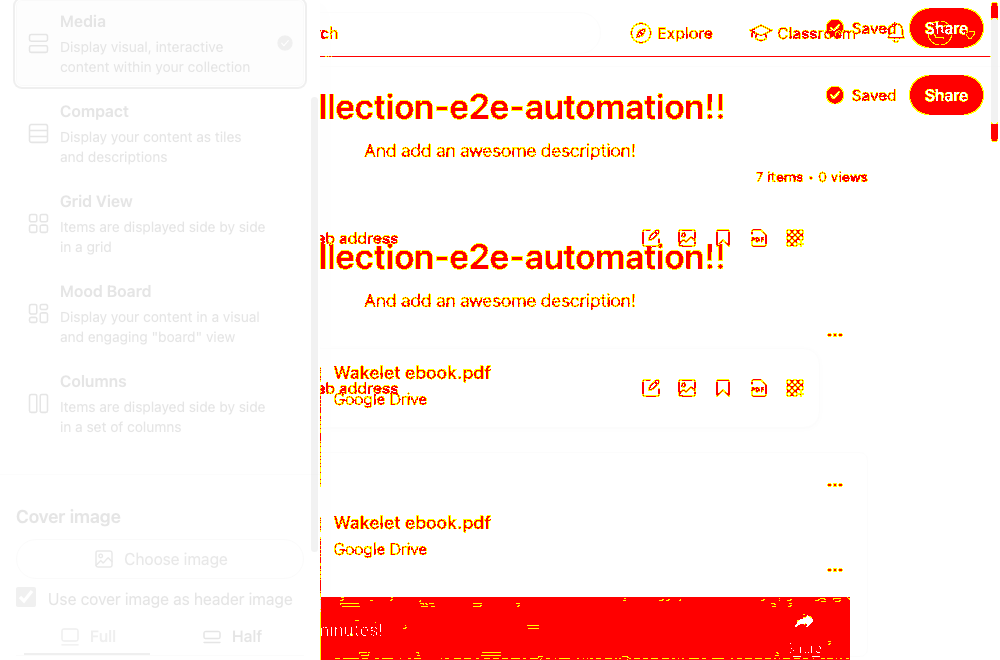 Media
Display visual, interactive
content within your collection
Compact
Display your content as tiles
and descriptions
Grid View
Items are displayed side by side
in a grid
Mood Board
Display your content in a visual
and engaging "board" view
Columns
Items are displayed side by side
in a set of columns
Cover image
Choose image
Use cover image as header image
Full Half
ch Explore Classroom Saved Share
Saved Share
llection-e2e-automation!!
And add an awesome description!
7 items · 0 views
eb address PDF
llection-e2e-automation!!
And add an awesome description!
Wakelet ebook.pdf
eb address PDF
Google Drive
Wakelet ebook.pdf
Google Drive
minutes!